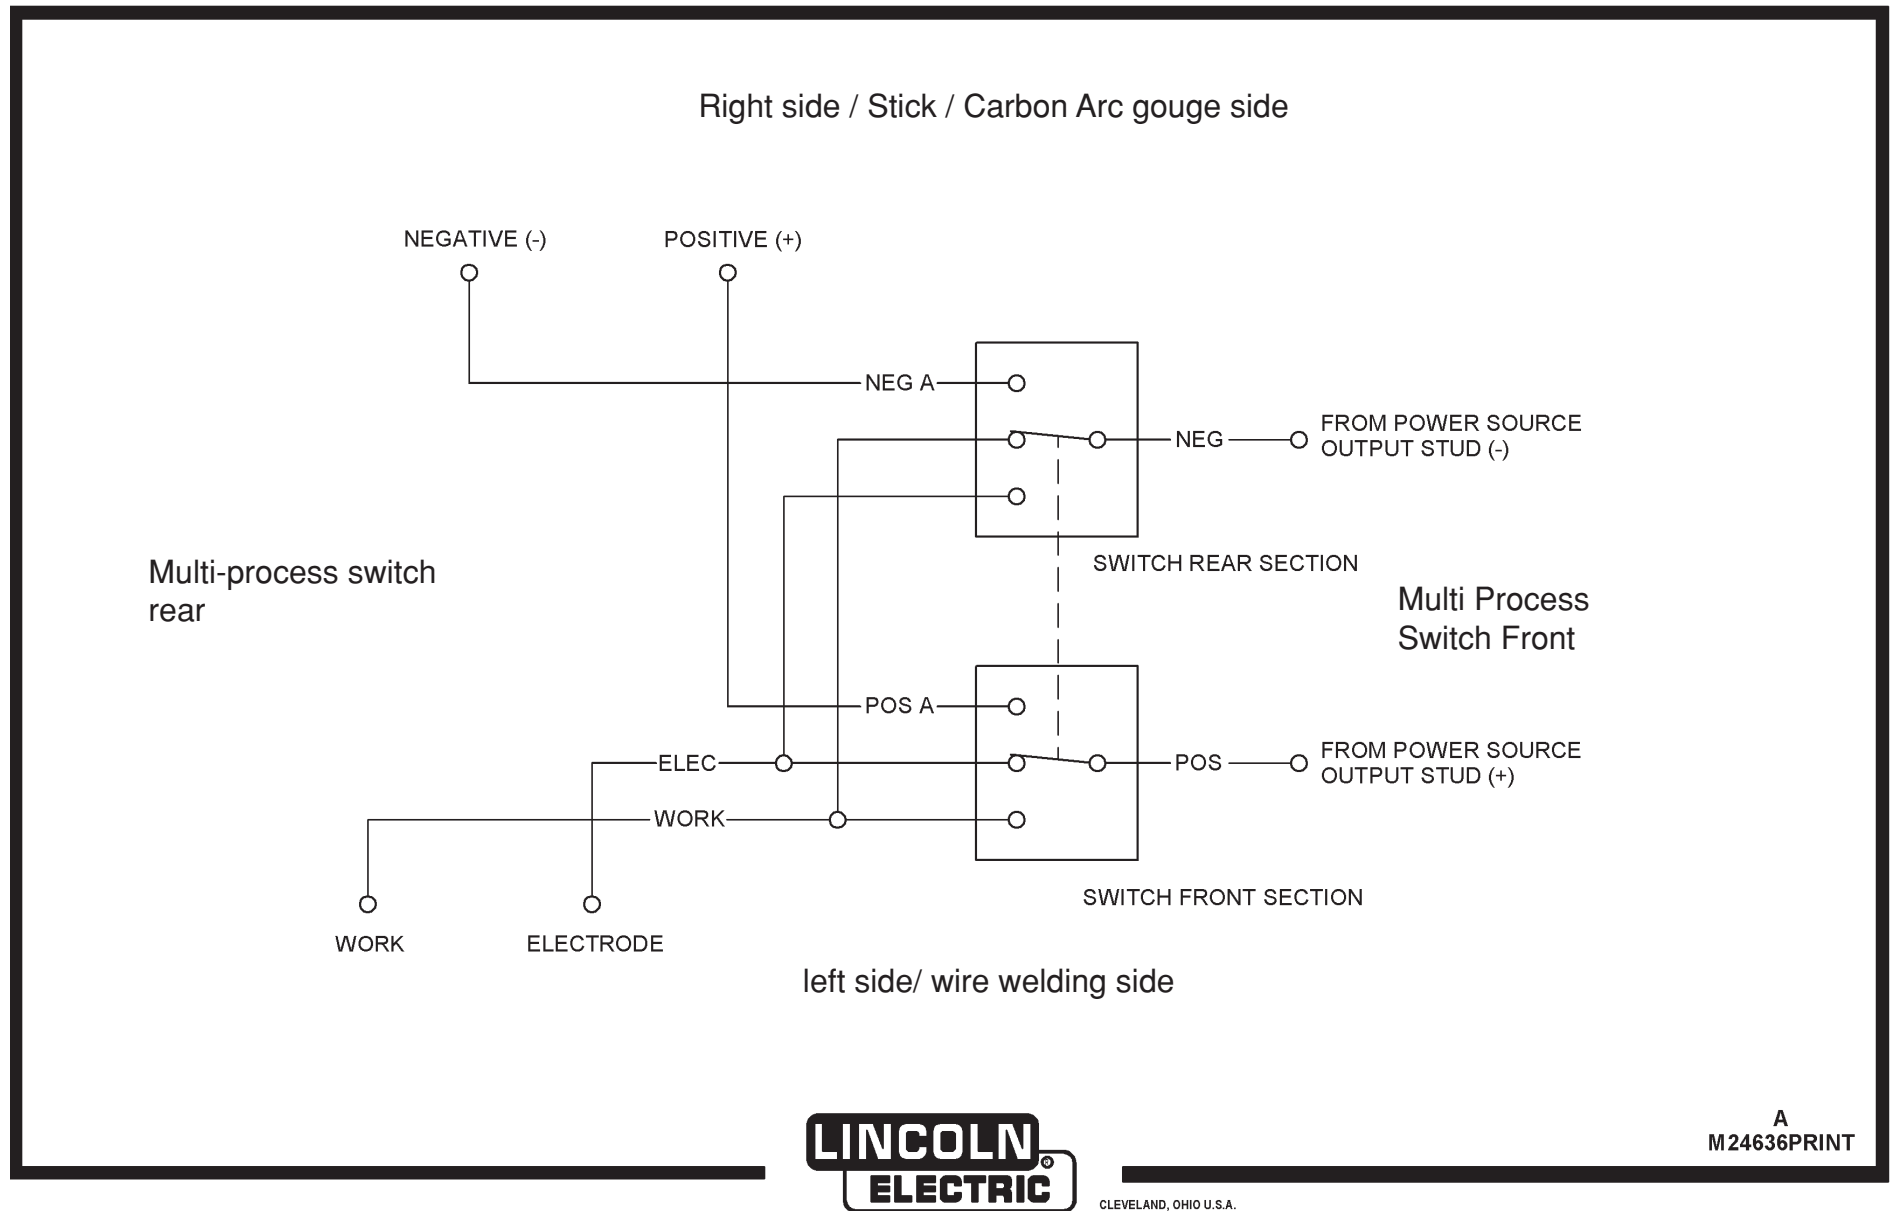 Right side / Stick / Carbon Arc gouge side
NEGATIVE (-)
POSITIVE (+)
NEG A
NEG
FROM POWER SOURCE
OUTPUT STUD (-)
SWITCH REAR SECTION
Multi-process switch
rear
Multi Process
Switch Front
POS A
ELEC
POS
FROM POWER SOURCE
OUTPUT STUD (+)
WORK
SWITCH FRONT SECTION
WORK
ELECTRODE
left side/ wire welding side
A
M24636PRINT
LINCOLN
®
ELECTRIC
CLEVELAND, OHIO U.S.A.